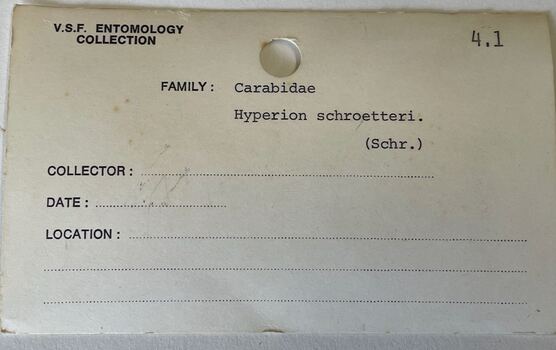 V.S.F. ENTOMOLOGY
COLLECTION
4.1
FAMILY: Carabidae
Hyperion schroetteri.
(Schr.)
COLLECTOR:
DATE:
LOCATION: